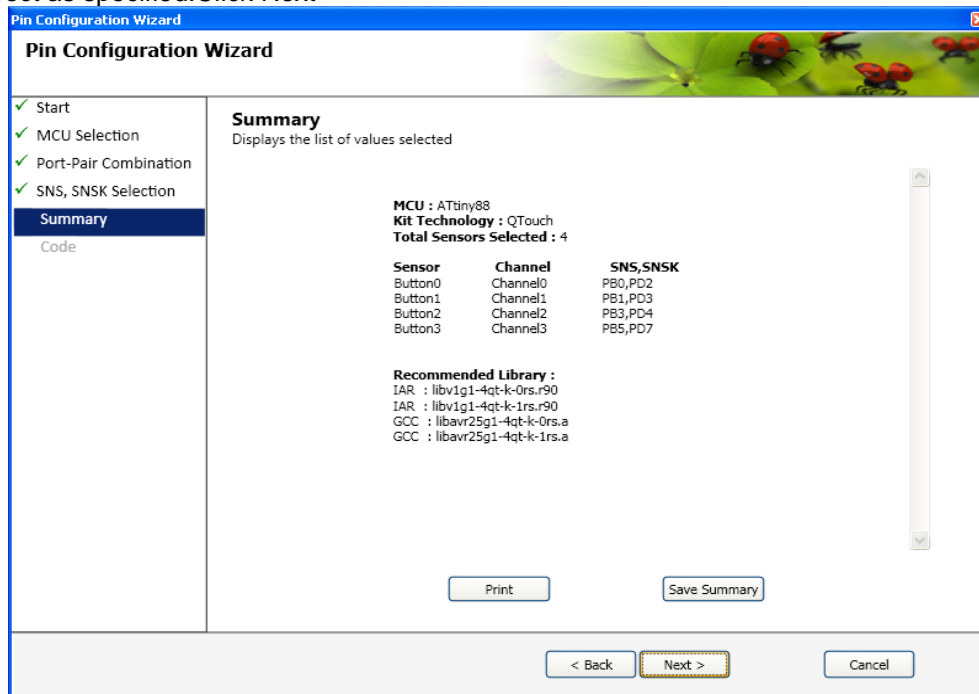 Pin Configuration Wizard
Pin Configuration Wizard
Start
MCU Selection
Port-Pair Combination
SNS, SNSK Selection
Summary
Code
Summary
Displays the list of values selected
MCU : ATtiny88
Kit Technology : QTouch
Total Sensors Selected : 4
Sensor Channel SNS,SNSK
Button0 Channel0 PB0,PD2
Button1 Channel1 PB1,PD3
Button2 Channel2 PB3,PD4
Button3 Channel3 PB5,PD7
Recommended Library :
IAR : libv1g1-4qt-k-0rs.r90
IAR : libv1g1-4qt-k-1rs.r90
GCC : libavr25g1-4qt-k-0rs.a
GCC : libavr25g1-4qt-k-1rs.a
Print Save Summary
< Back Next > Cancel